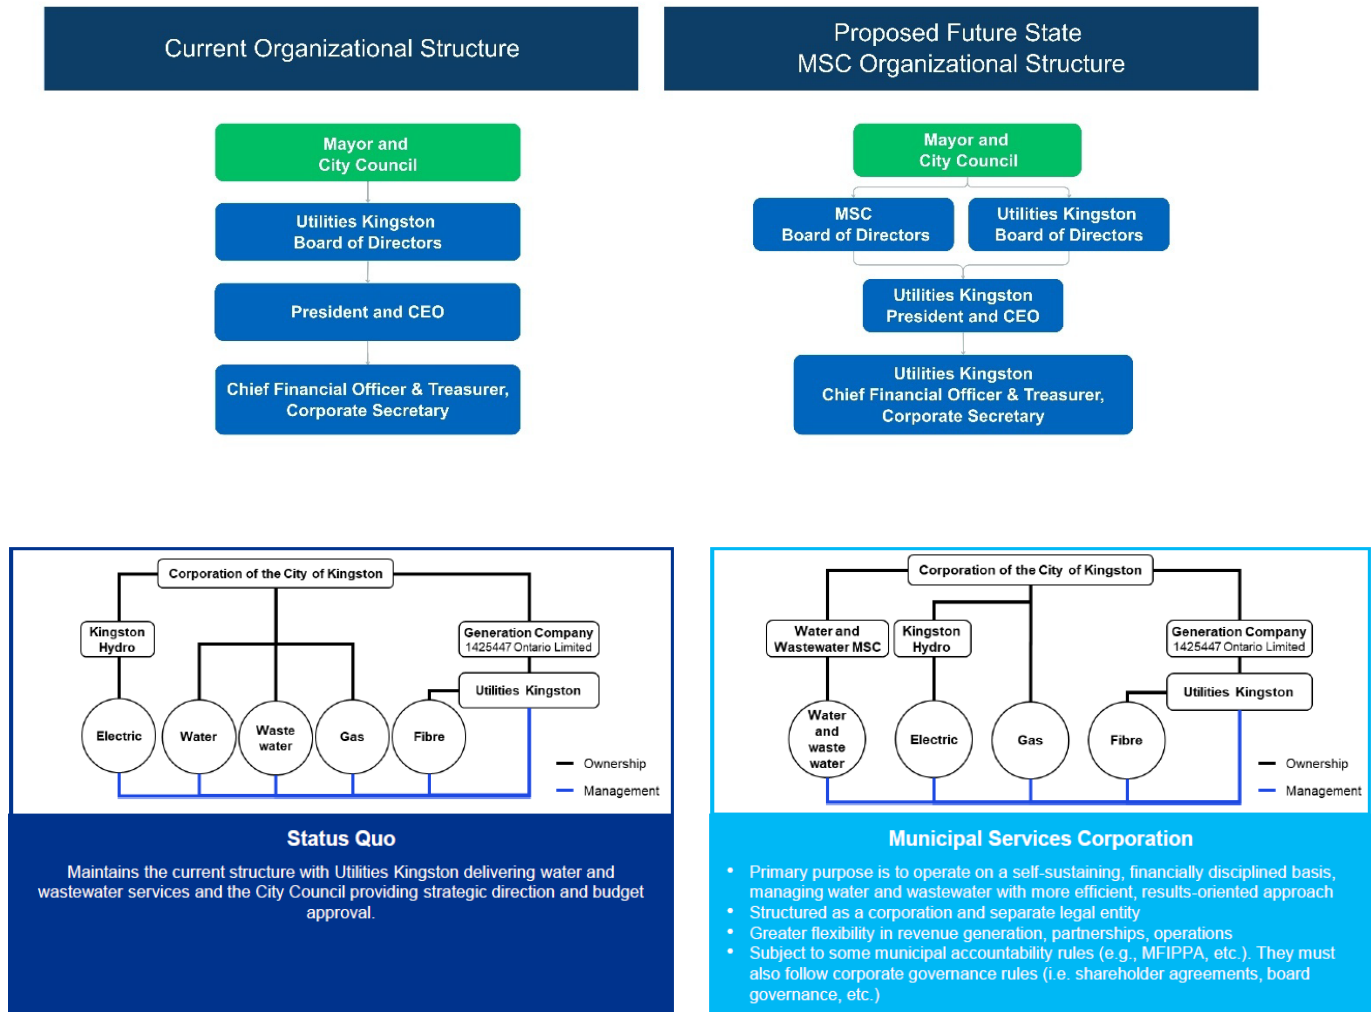 Current Organizational Structure
Mayor and
City Council
Utilities Kingston
Board of Directors
President and CEO
Chief Financial Officer & Treasurer,
Corporate Secretary
Proposed Future State
MSC Organizational Structure
Mayor and
City Council
MSC
Board of Directors
Utilities Kingston
Board of Directors
Utilities Kingston
President and CEO
Utilities Kingston
Chief Financial Officer & Treasurer,
Corporate Secretary
Corporation of the City of Kingston
Kingston
Hydro
Generation Company
1425447 Ontario Limited
Utilities Kingston
Electric
Water
Waste
water
Gas
Fibre
Ownership
Management
Status Quo
Maintains the current structure with Utilities Kingston delivering water and
wastewater services and the City Council providing strategic direction and budget
approval.
Corporation of the City of Kingston
Water and
Wastewater MSC
Kingston
Hydro
Generation Company
1425447 Ontario Limited
Utilities Kingston
Water
and
waste
water
Electric
Gas
Fibre
Ownership
Management
Municipal Services Corporation
• Primary purpose is to operate on a self-sustaining, financially disciplined basis,
managing water and wastewater with more efficient, results-oriented approach
• Structured as a corporation and separate legal entity
• Greater flexibility in revenue generation, partnerships, operations
• Subject to some municipal accountability rules (e.g., MFIPPA, etc.). They must
also follow corporate governance rules (i.e. shareholder agreements, board
governance, etc.)